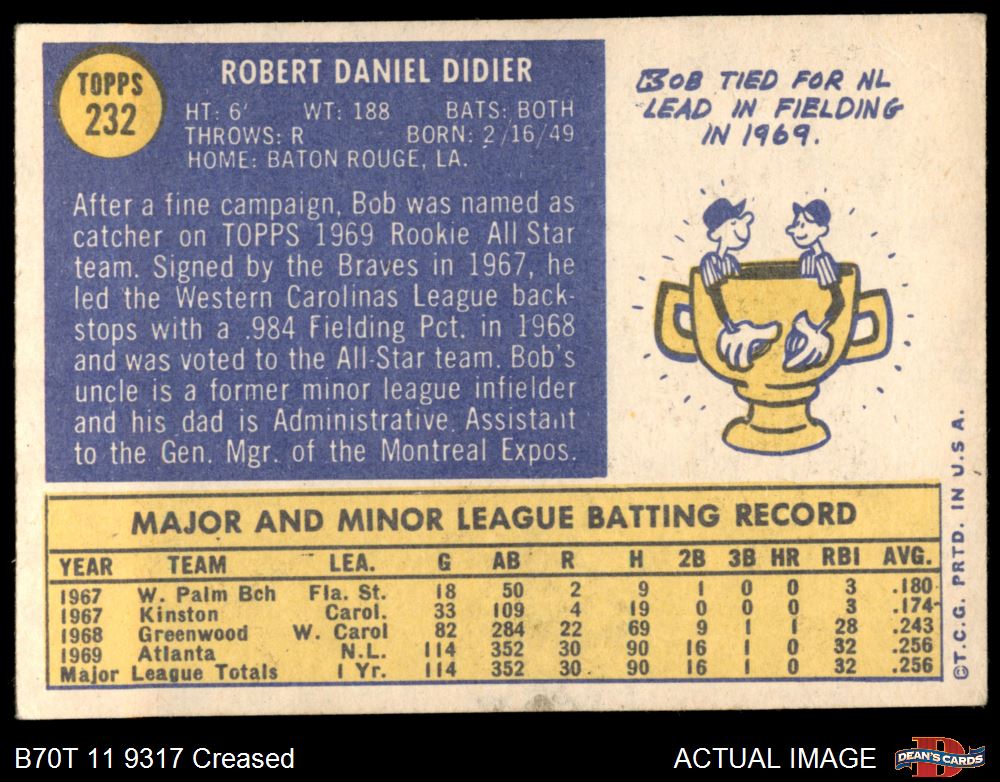 TOPPS
232
ROBERT DANIEL DIDIER
HT: 6' WT: 188 BATS: BOTH
THROWS: R BORN: 2/16/49
HOME: BATON ROUGE, LA.
After a fine campaign, Bob was named as
catcher on TOPPS 1969 Rookie All Star
team. Signed by the Braves in 1967, he
led the Western Carolinas League back-
stops with a .984 Fielding Pct. in 1968
and was voted to the All-Star team. Bob's
uncle is a former minor league infielder
and his dad is Administrative Assistant
to the Gen. Mgr. of the Montreal Expos.
BOB TIED FOR NL
LEAD IN FIELDING
IN 1969.
MAJOR AND MINOR LEAGUE BATTING RECORD
YEAR TEAM LEA. G AB R H 2B 3B HR RBI AVG.
1967 W. Palm Bch Fla. St. 18 50 2 9 1 0 0 3 .180
1967 Kinston Carol. 33 109 4 19 0 0 0 3 .174
1968 Greenwood W. Carol 82 284 22 69 9 1 1 28 .243
1969 Atlanta N.L. 114 352 30 90 16 1 0 32 .256
Major League Totals 1 Yr. 114 352 30 90 16 1 0 32 .256
©T.C.G. PRTD. IN U.S.A.
B70T 11 9317 Creased
ACTUAL IMAGE
D
DEAN'S CARDS